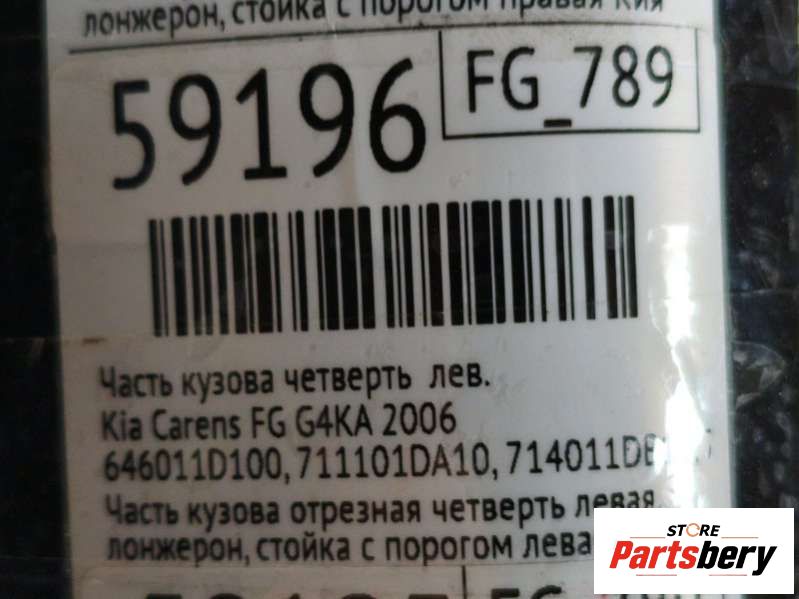 лонжерон, стойка с порогом правая Кия
59196
FG_789
Часть кузова четверть лев.
Kia Carens FG G4KA 2006
646011D100, 711101DA10,
Часть кузова отрезная четверть левая,
лонжерон, стойка с порогом
STORE
Partsbery